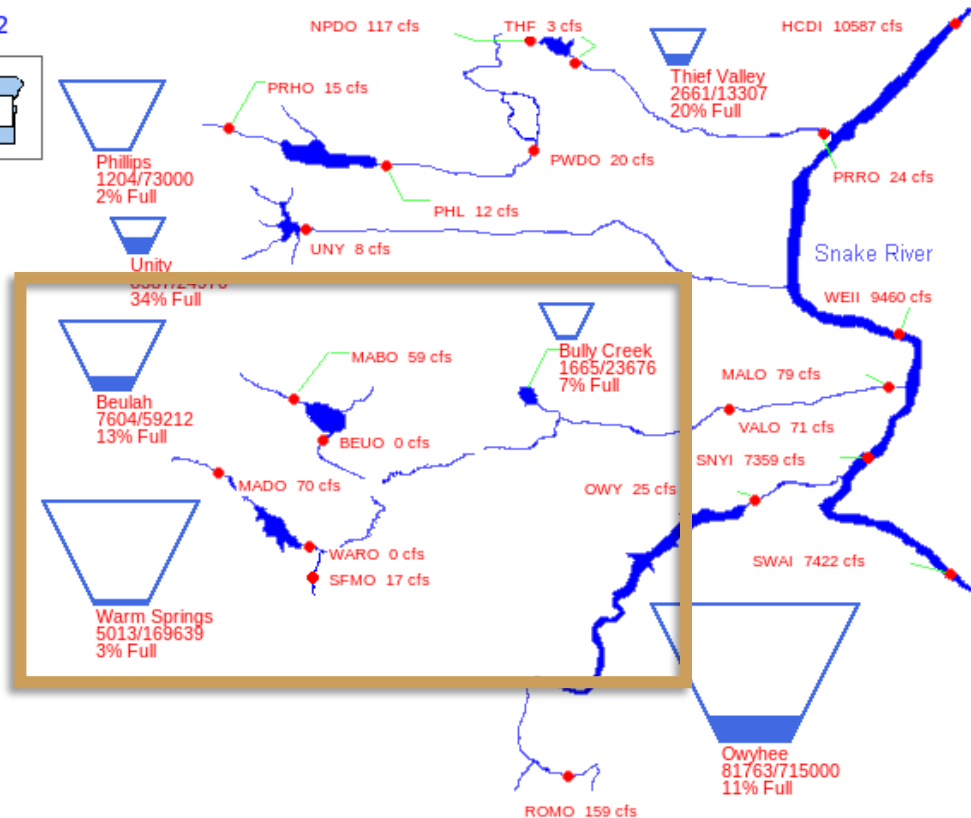 2
NPDO 117 cfs
THF 3 cfs
HCDI 10587 cfs
Thief Valley
2661/13307
20% Full
PRHO 15 cfs
Phillips
1204/73000
2% Full
PWDO 20 cfs
PRRO 24 cfs
PHL 12 cfs
UNY 8 cfs
Snake River
Unity
34% Full
WEII 9460 cfs
Beulah
7604/59212
13% Full
MABO 59 cfs
Bully Creek
1665/23676
7% Full
MALO 79 cfs
BEUO 0 cfs
VALO 71 cfs
SNYI 7359 cfs
MADO 70 cfs
OWY 25 cfs
WARO 0 cfs
SFMO 17 cfs
SWAI 7422 cfs
Warm Springs
5013/169639
3% Full
Owyhee
81763/715000
11% Full
ROMO 159 cfs